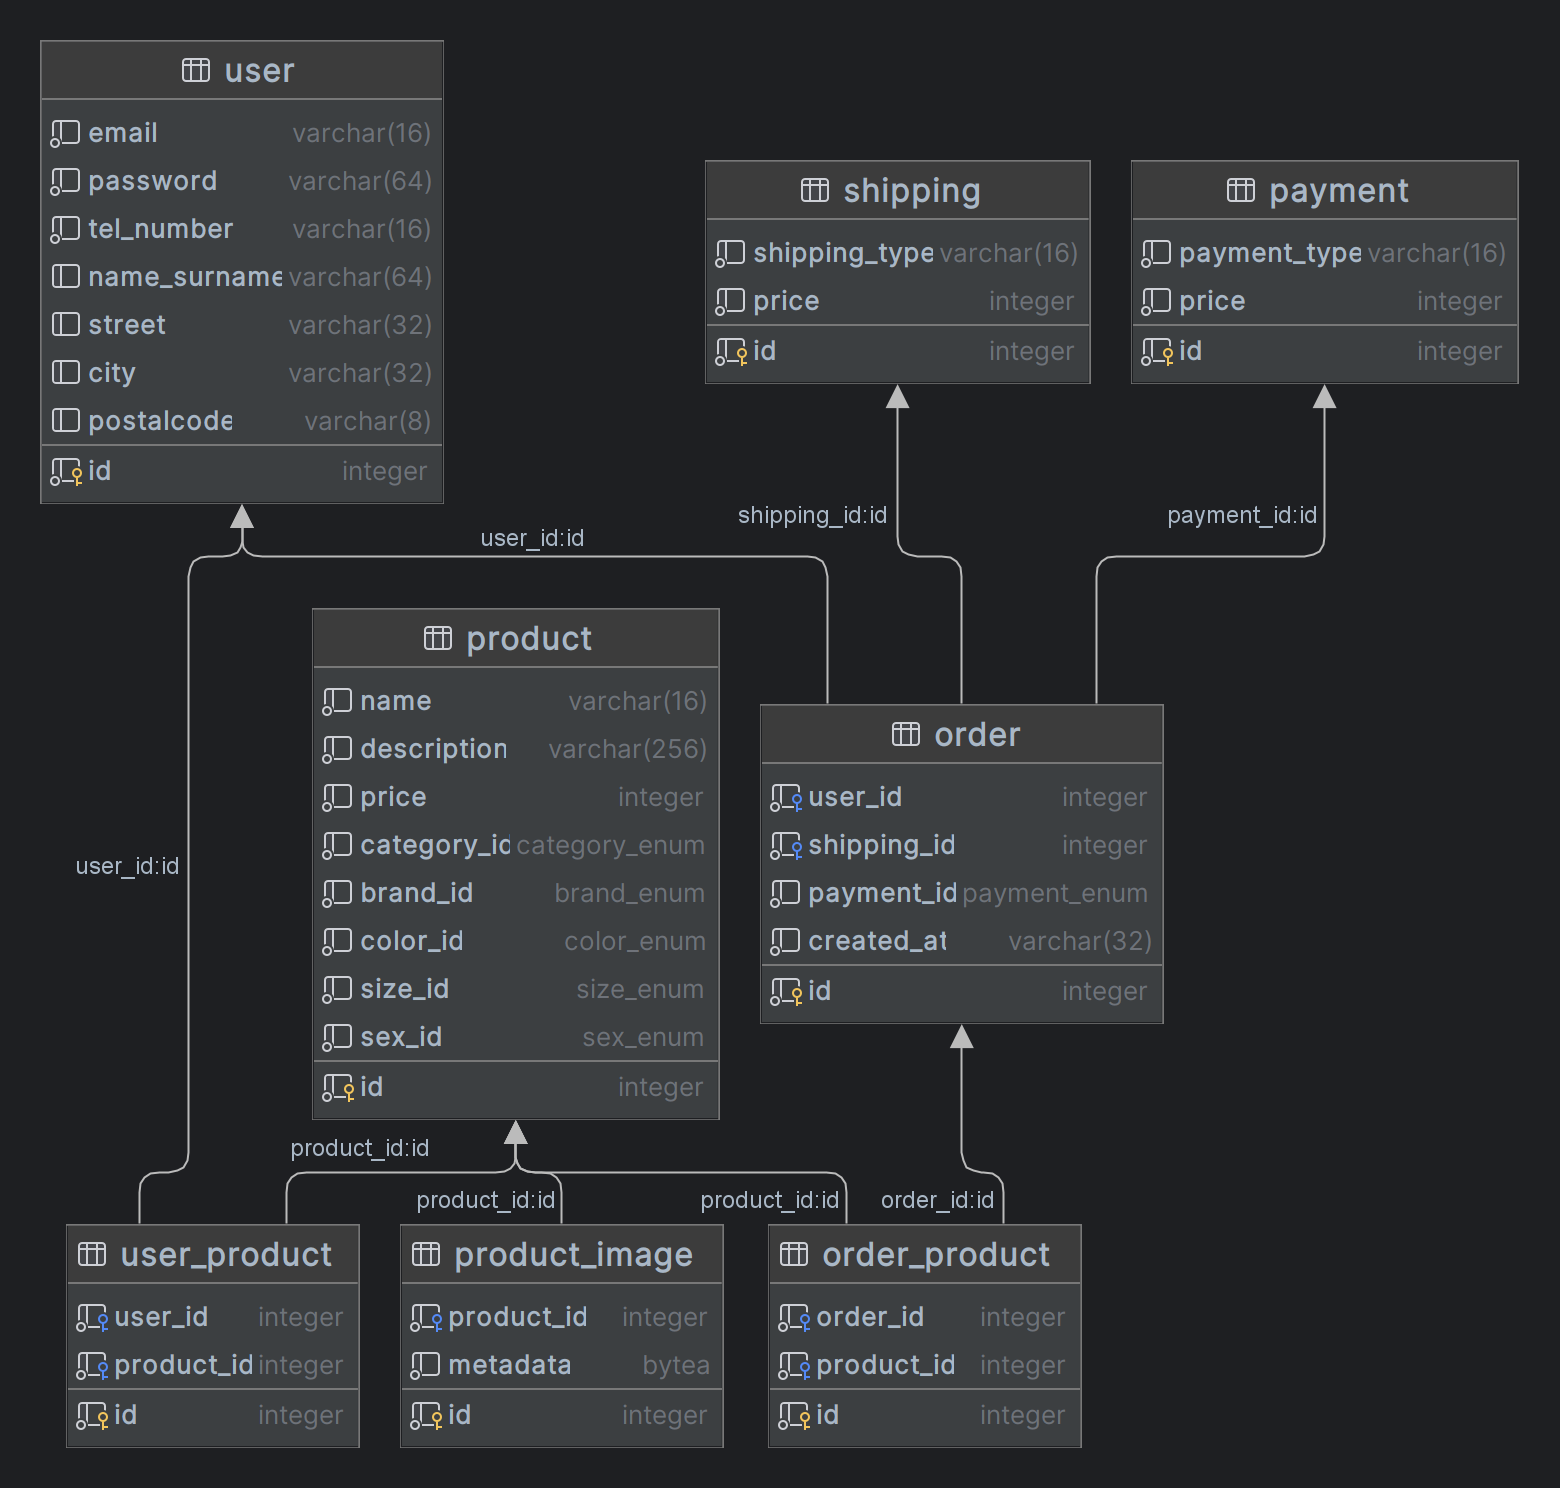 user
email varchar(16)
password varchar(64)
tel_number varchar(16)
name_surname varchar(64)
street varchar(32)
city varchar(32)
postalcode varchar(8)
id integer
shipping
shipping_type varchar(16)
price integer
id integer
payment
payment_type varchar(16)
price integer
id integer
user_id:id
shipping_id:id
payment_id:id
product
name varchar(16)
description varchar(256)
price integer
category_id category_enum
brand_id brand_enum
color_id color_enum
size_id size_enum
sex_id sex_enum
id integer
order
user_id integer
shipping_id integer
payment_id payment_enum
created_at varchar(32)
id integer
user_id:id
product_id:id
product_id:id
product_id:id
order_id:id
user_product
user_id integer
product_id integer
id integer
product_image
product_id integer
metadata bytea
id integer
order_product
order_id integer
product_id integer
id integer